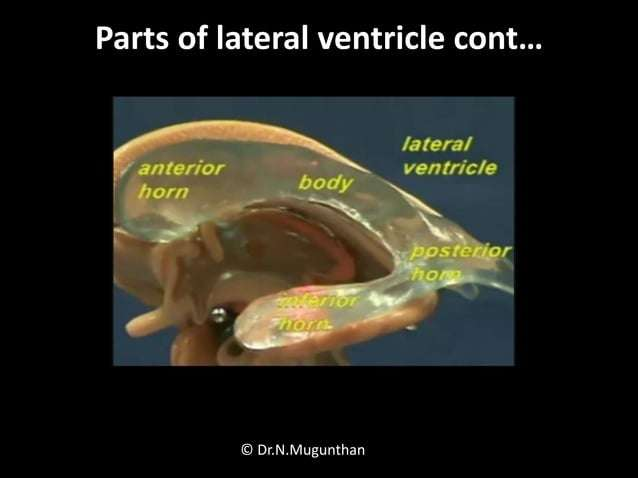 Parts of lateral ventricle cont…
lateral
ventricle
anterior
horn
body
posterior
horn
inferior
horn
© Dr.N.Mugunthan